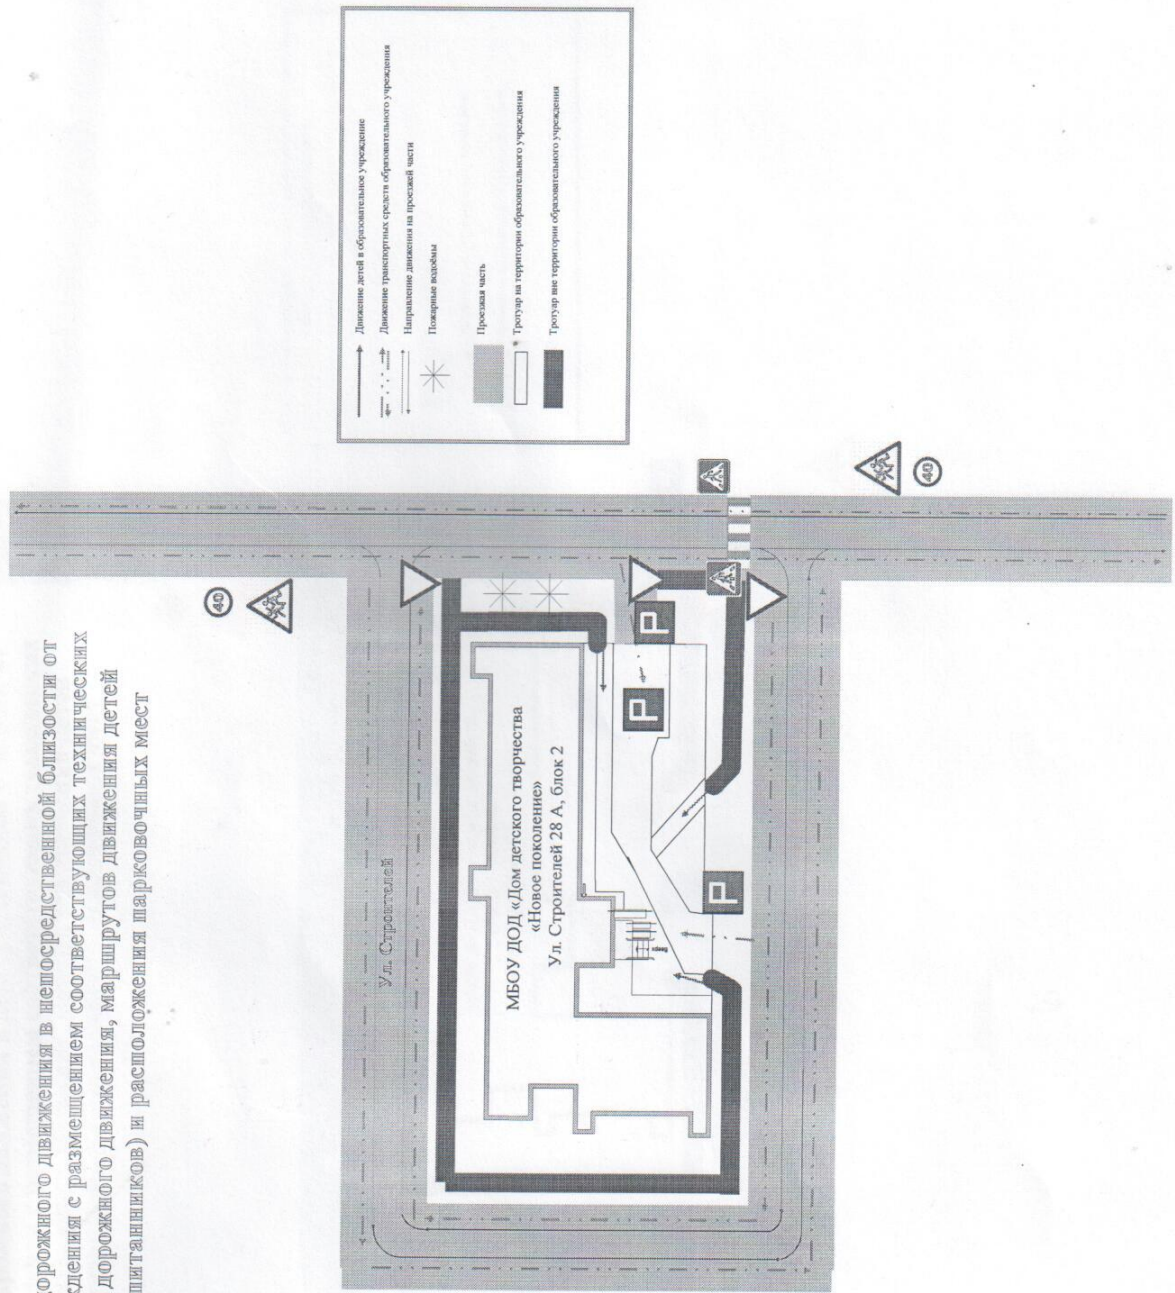 дорожного движения в непосредственной близости от
ждения с размещением соответствующих технических
дорожного движения, маршрутов движения детей
питанников) и расположения парковочных мест
40
Ул. Строителей
МБОУ ДОД «Дом детского творчества
«Новое поколение»
Ул. Строителей 28 А, блок 2
P
P
P
40
Движение детей в образовательное учреждение
Движение транспортных средств образовательного учреждения
Направление движения на проезжей части
Пожарные водоёмы
Проезжая часть
Тротуар на территории образовательного учреждения
Тротуар вне территории образовательного учреждения